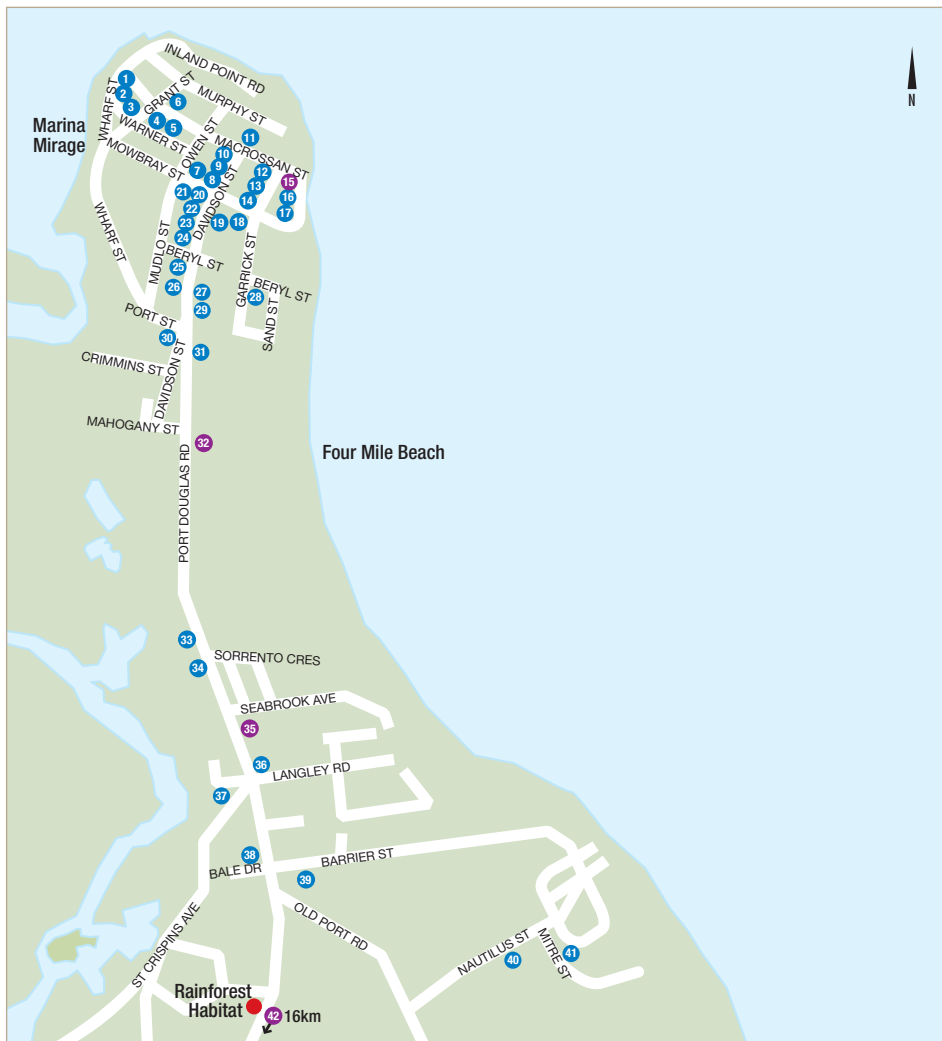 INLAND POINT RD
N
1
2
3
WHARF ST
GRANT ST
6
MURPHY ST
4
5
Marina
Mirage
WARNER ST
OWEN ST
11
MACROSSAN ST
MOWBRAY ST
10
9
7
8
12
13
15
16
14
17
21
20
22
DAVIDSON ST
19
18
23
24
WHARF ST
MUDLO ST
BERYL ST
GARRICK ST
25
26
27
BERYL ST
28
29
SAND ST
PORT ST
30
31
CRIMMINS ST
DAVIDSON ST
MAHOGANY ST
32
Four Mile Beach
PORT DOUGLAS RD
33
SORRENTO CRES
34
SEABROOK AVE
35
36
LANGLEY RD
37
38
BARRIER ST
BALE DR
39
OLD PORT RD
ST CRISPINS AVE
NAUTILUS ST
MITRE ST
41
40
Rainforest
Habitat
42 16km